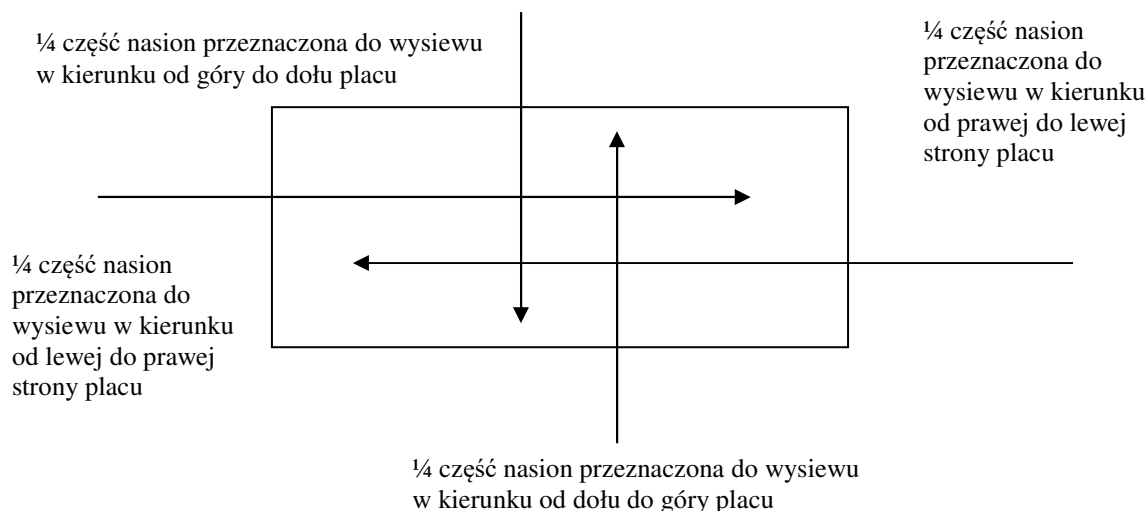 ¼ część nasion przeznaczona do wysiewu
w kierunku od góry do dołu placu
¼ część nasion
przeznaczona do
wysiewu w kierunku
od prawej do lewej
strony placu
¼ część nasion
przeznaczona do
wysiewu w kierunku
od lewej do prawej
strony placu
¼ część nasion przeznaczona do wysiewu
w kierunku od dołu do góry placu